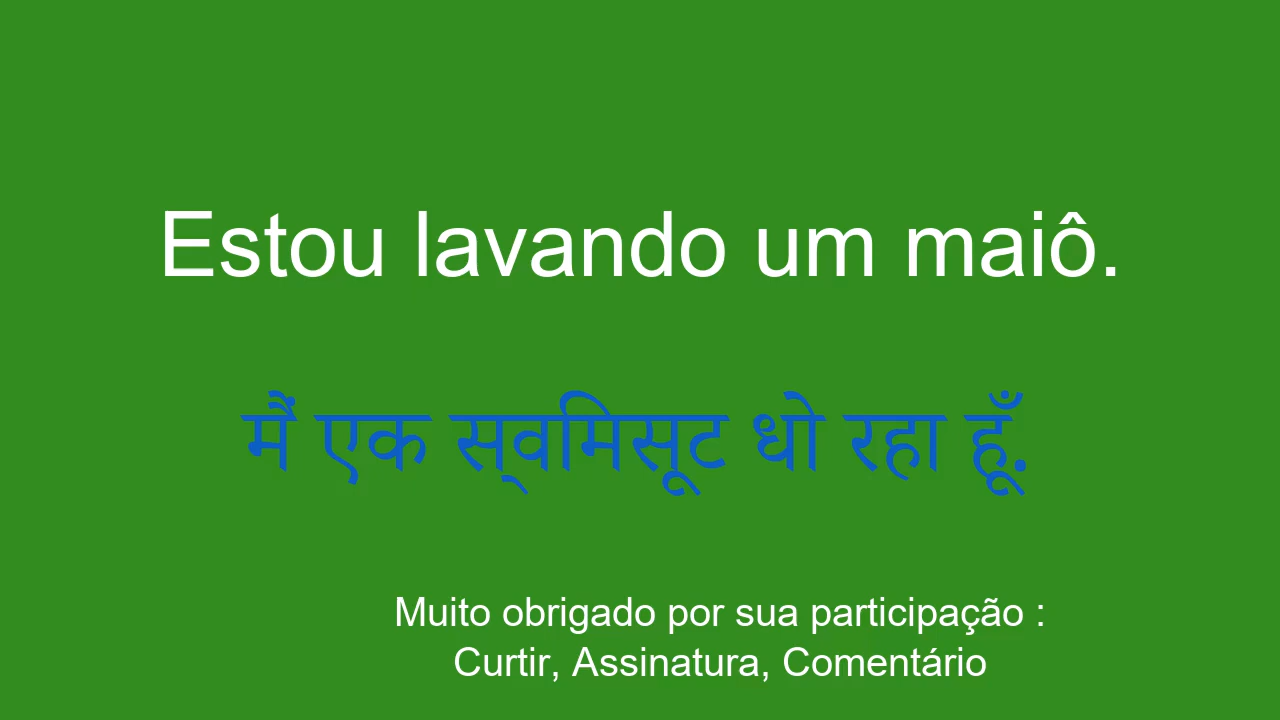 Estou lavando um maiô.
मैं एक स्विमसूट धो रहा हूँ.
Muito obrigado por sua participação :
Curtir, Assinatura, Comentário